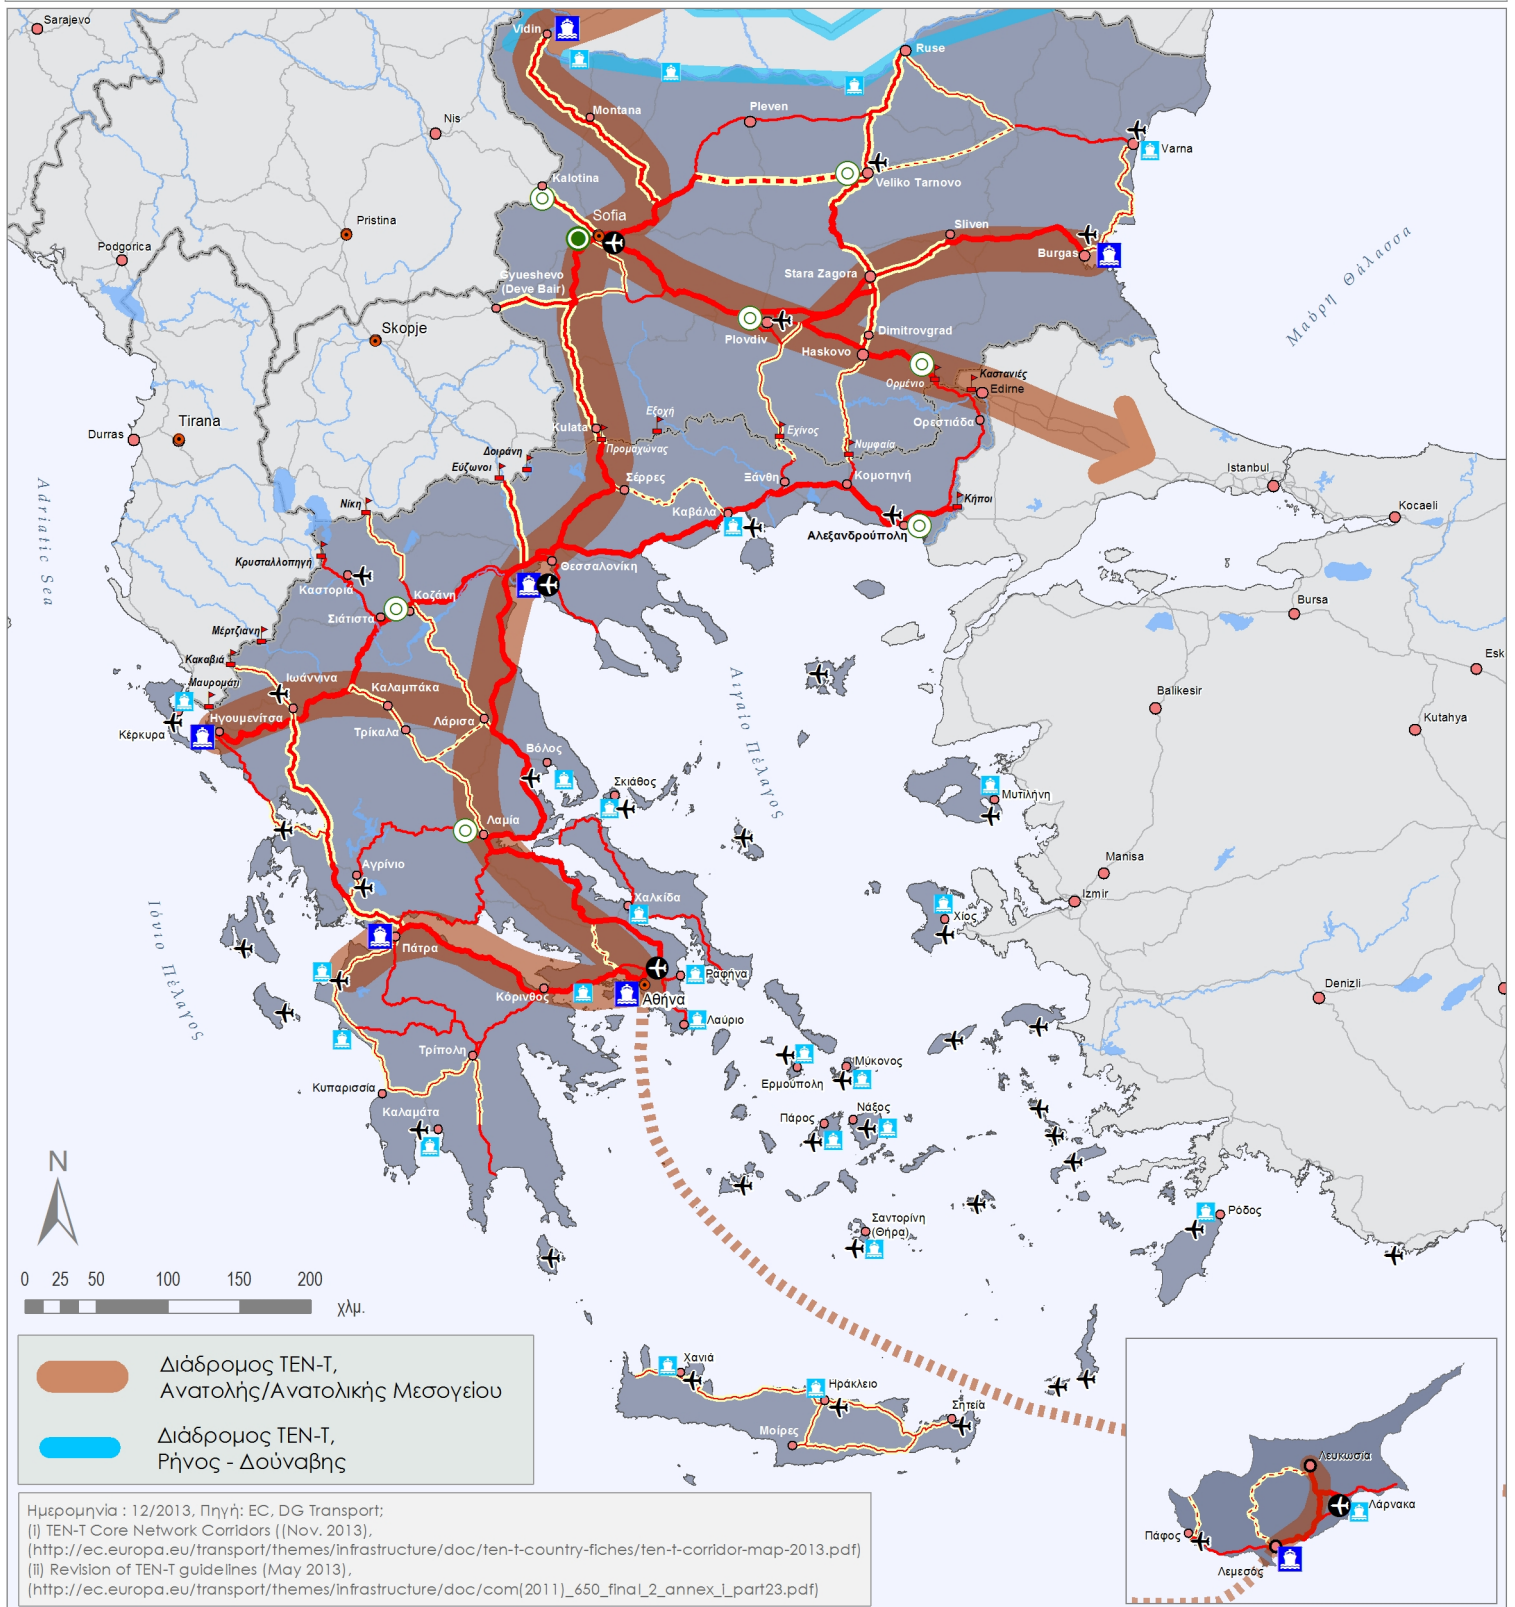 Sarajevo
Vidin
Ruse
Montana
Pleven
Nis
Varna
Kalotina
Veliko Tarnovo
Pristina
Sofia
Sliven
Podgorica
Burgas
Gyueshevo
(Deve Bair)
Stara Zagora
Μαύρη Θάλασσα
Skopje
Plovdiv
Dimitrovgrad
Haskovo
Ορμένιο
Καστανιές
Edirne
Tirana
Durras
Kulata
Εξοχή
Προμαχώνας
Εχίνος
Νυμφαία
Ορεστιάδα
Δοϊράνη
Εύζωνοι
Σέρρες
Ξάνθη
Κομοτηνή
Κήποι
Istanbul
Kocaeli
Adriatic Sea
Νίκη
Καβάλα
Αλεξανδρούπολη
Κρυσταλλοπηγή
Θεσσαλονίκη
Καστοριά
Κοζάνη
Σιάτιστα
Bursa
Μέρτζιανη
Κακαβιά
Esk
Μαυρομάτι
Ιωάννινα
Καλαμπάκα
Balikesir
Αιγαίο Πέλαγος
Ηγουμενίτσα
Λάρισα
Kutahya
Κέρκυρα
Τρίκαλα
Βόλος
Σκιάθος
Μυτιλήνη
Λαμία
Αγρίνιο
Manisa
Izmir
Χαλκίδα
Χίος
Ιόνιο Πέλαγος
Πάτρα
Ραφήνα
Κόρινθος
Αθήνα
Denizli
Λαύριο
Τρίπολη
Μύκονος
Ερμούπολη
Κυπαρισσία
Καλαμάτα
Πάρος
Νάξος
N
Σαντορίνη
(Θήρα)
Ρόδος
0 25 50 100 150 200
χλμ.
Χανιά
Ηράκλειο
Σητεία
Μοίρες
Διάδρομος TEN-T,
Ανατολής/Ανατολικής Μεσογείου
Διάδρομος TEN-T,
Ρήνος - Δούναβης
Λευκωσία
Λάρνακα
Πάφος
Λεμεσός
Ημερομηνία : 12/2013, Πηγή: EC, DG Transport;
(i) TEN-T Core Network Corridors ((Nov. 2013),
(http://ec.europa.eu/transport/themes/infrastructure/doc/ten-t-country-fiches/ten-t-corridor-map-2013.pdf)
(ii) Revision of TEN-T guidelines (May 2013),
(http://ec.europa.eu/transport/themes/infrastructure/doc/com(2011)_650_final_2_annex_i_part23.pdf)